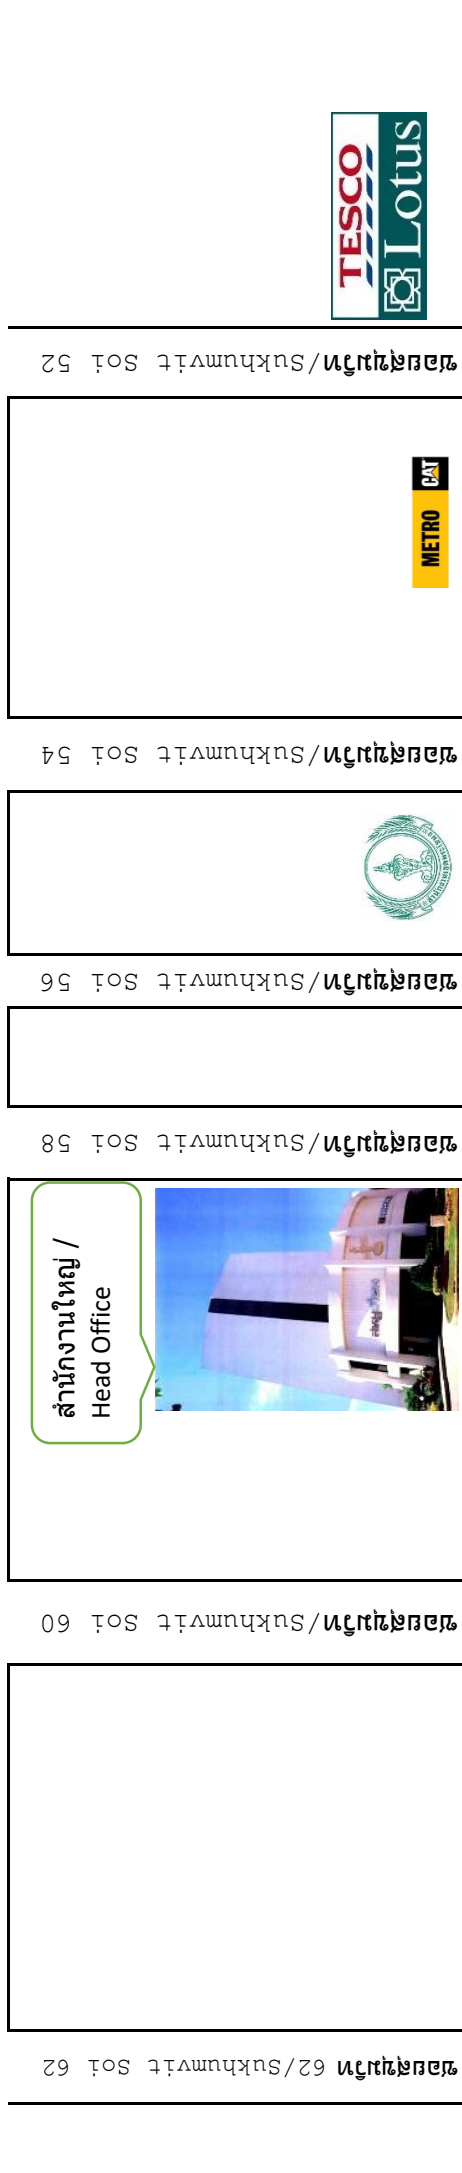 TESCO
Lotus
ซอยสุขุมวิท/Sukhumvit Soi 52
METRO CAT
ซอยสุขุมวิท/Sukhumvit Soi 54
ซอยสุขุมวิท/Sukhumvit Soi 56
ซอยสุขุมวิท/Sukhumvit Soi 58
สำนักงานใหญ่ /
Head Office
ซอยสุขุมวิท/Sukhumvit Soi 60
ซอยสุขุมวิท 62/Sukhumvit Soi 62